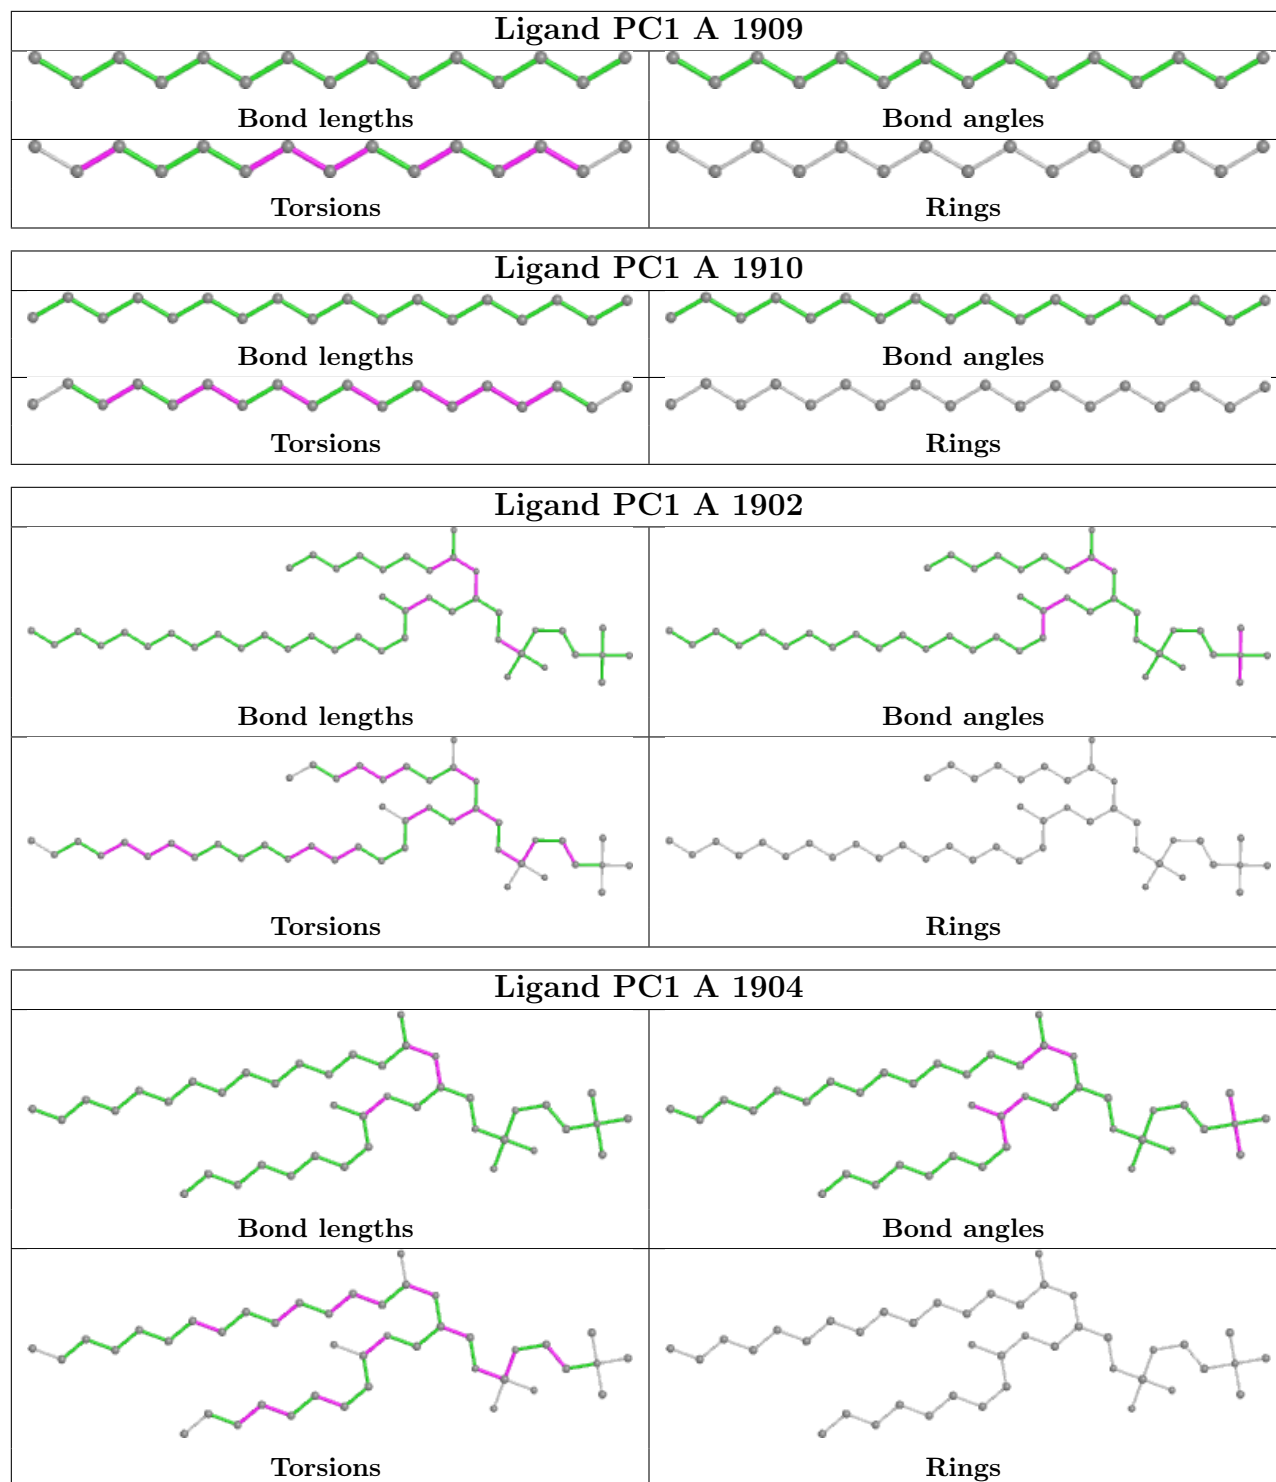 Ligand PC1 A 1909
Bond lengths
Bond angles
Torsions
Rings
Ligand PC1 A 1910
Bond lengths
Bond angles
Torsions
Rings
Ligand PC1 A 1902
Bond lengths
Bond angles
Torsions
Rings
Ligand PC1 A 1904
Bond lengths
Bond angles
Torsions
Rings